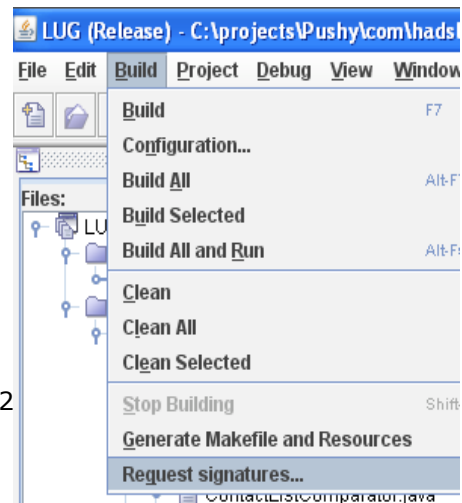 LUG (Release) - C:\projects\Pushy\com\hads
File Edit Build Project Debug View Window
Build F7
Configuration...
Files:
Build All Alt-F
LU
Build Selected
Build All and Run Alt-F
Clean
Clean All
Clean Selected
2
Stop Building Shift-
Generate Makefile and Resources
Request signatures...
ContactListComparator.java